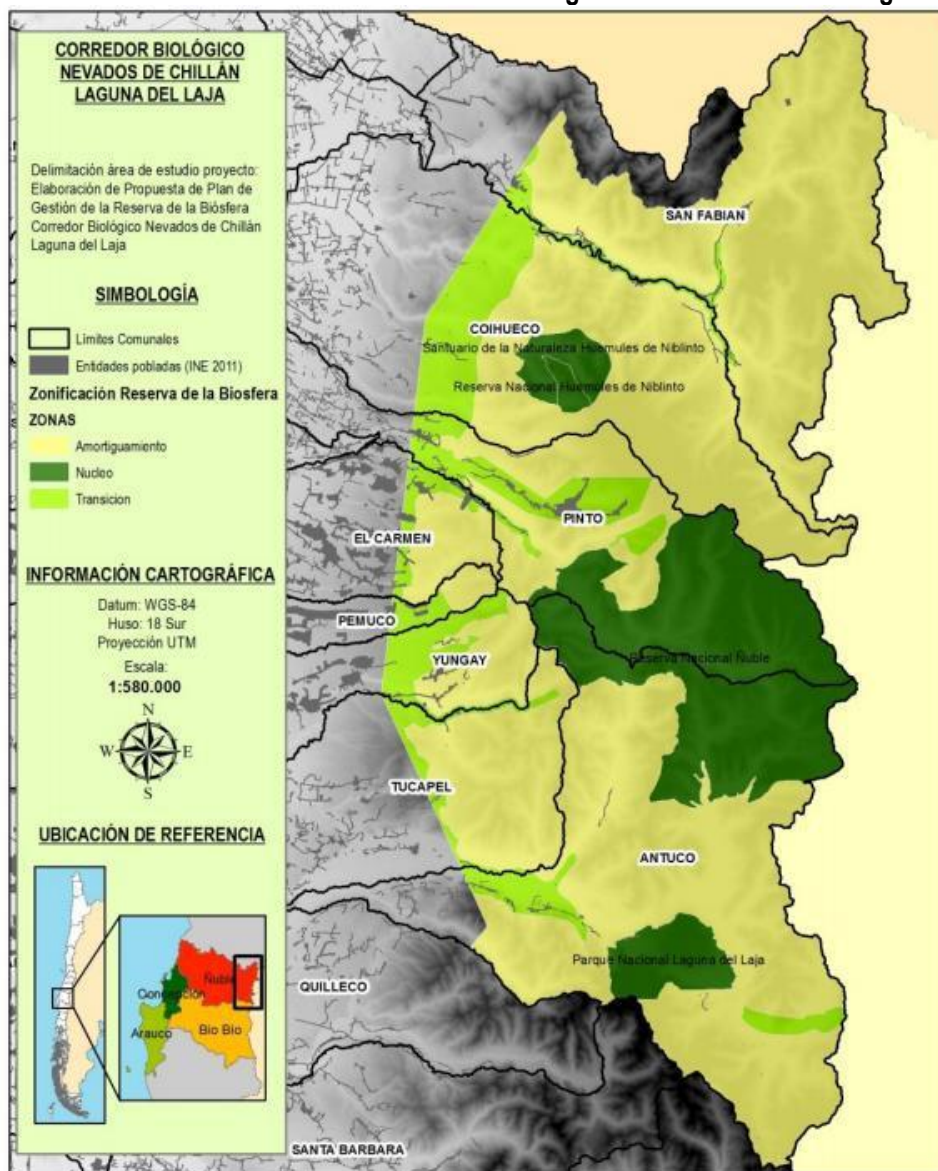 CORREDOR BIOLÓGICO
NEVADOS DE CHILLÁN
LAGUNA DEL LAJA
Delimitación área de estudio proyecto:
Elaboración de Propuesta de Plan de
Gestión de la Reserva de la Biósfera
Corredor Biológico Nevados de Chillán
Laguna del Laja
SIMBOLOGÍA
Límites Comunales
Entidades pobladas (INE 2011)
Zonificación Reserva de la Biosfera
ZONAS
Amortiguamiento
Nucleo
Transicion
INFORMACIÓN CARTOGRÁFICA
Datum: WGS-84
Huso: 18 Sur
Proyección UTM
Escala:
1:580.000
N
W
E
S
UBICACIÓN DE REFERENCIA
Ñuble
Concepción
Arauco
Bio Bio
SAN FABIAN
COIHUECO
Santuario de la Naturaleza Huemules de Niblinto
Reserva Nacional Huemules de Niblinto
PINTO
EL CARMEN
PEMUCO
YUNGAY
Reserva Nacional Ñuble
TUCAPEL
ANTUCO
Parque Nacional Laguna del Laja
QUILLECO
SANTA BARBARA